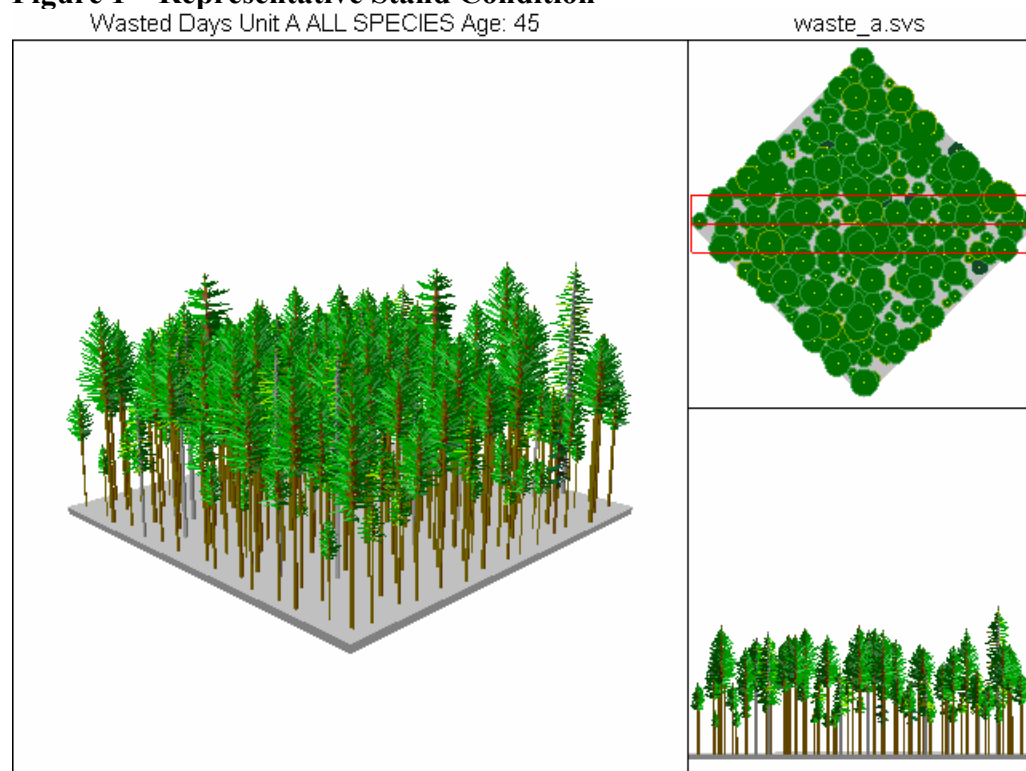 Figure 1 – Representative Stand Condition
Wasted Days Unit A ALL SPECIES Age: 45
waste_a.svs